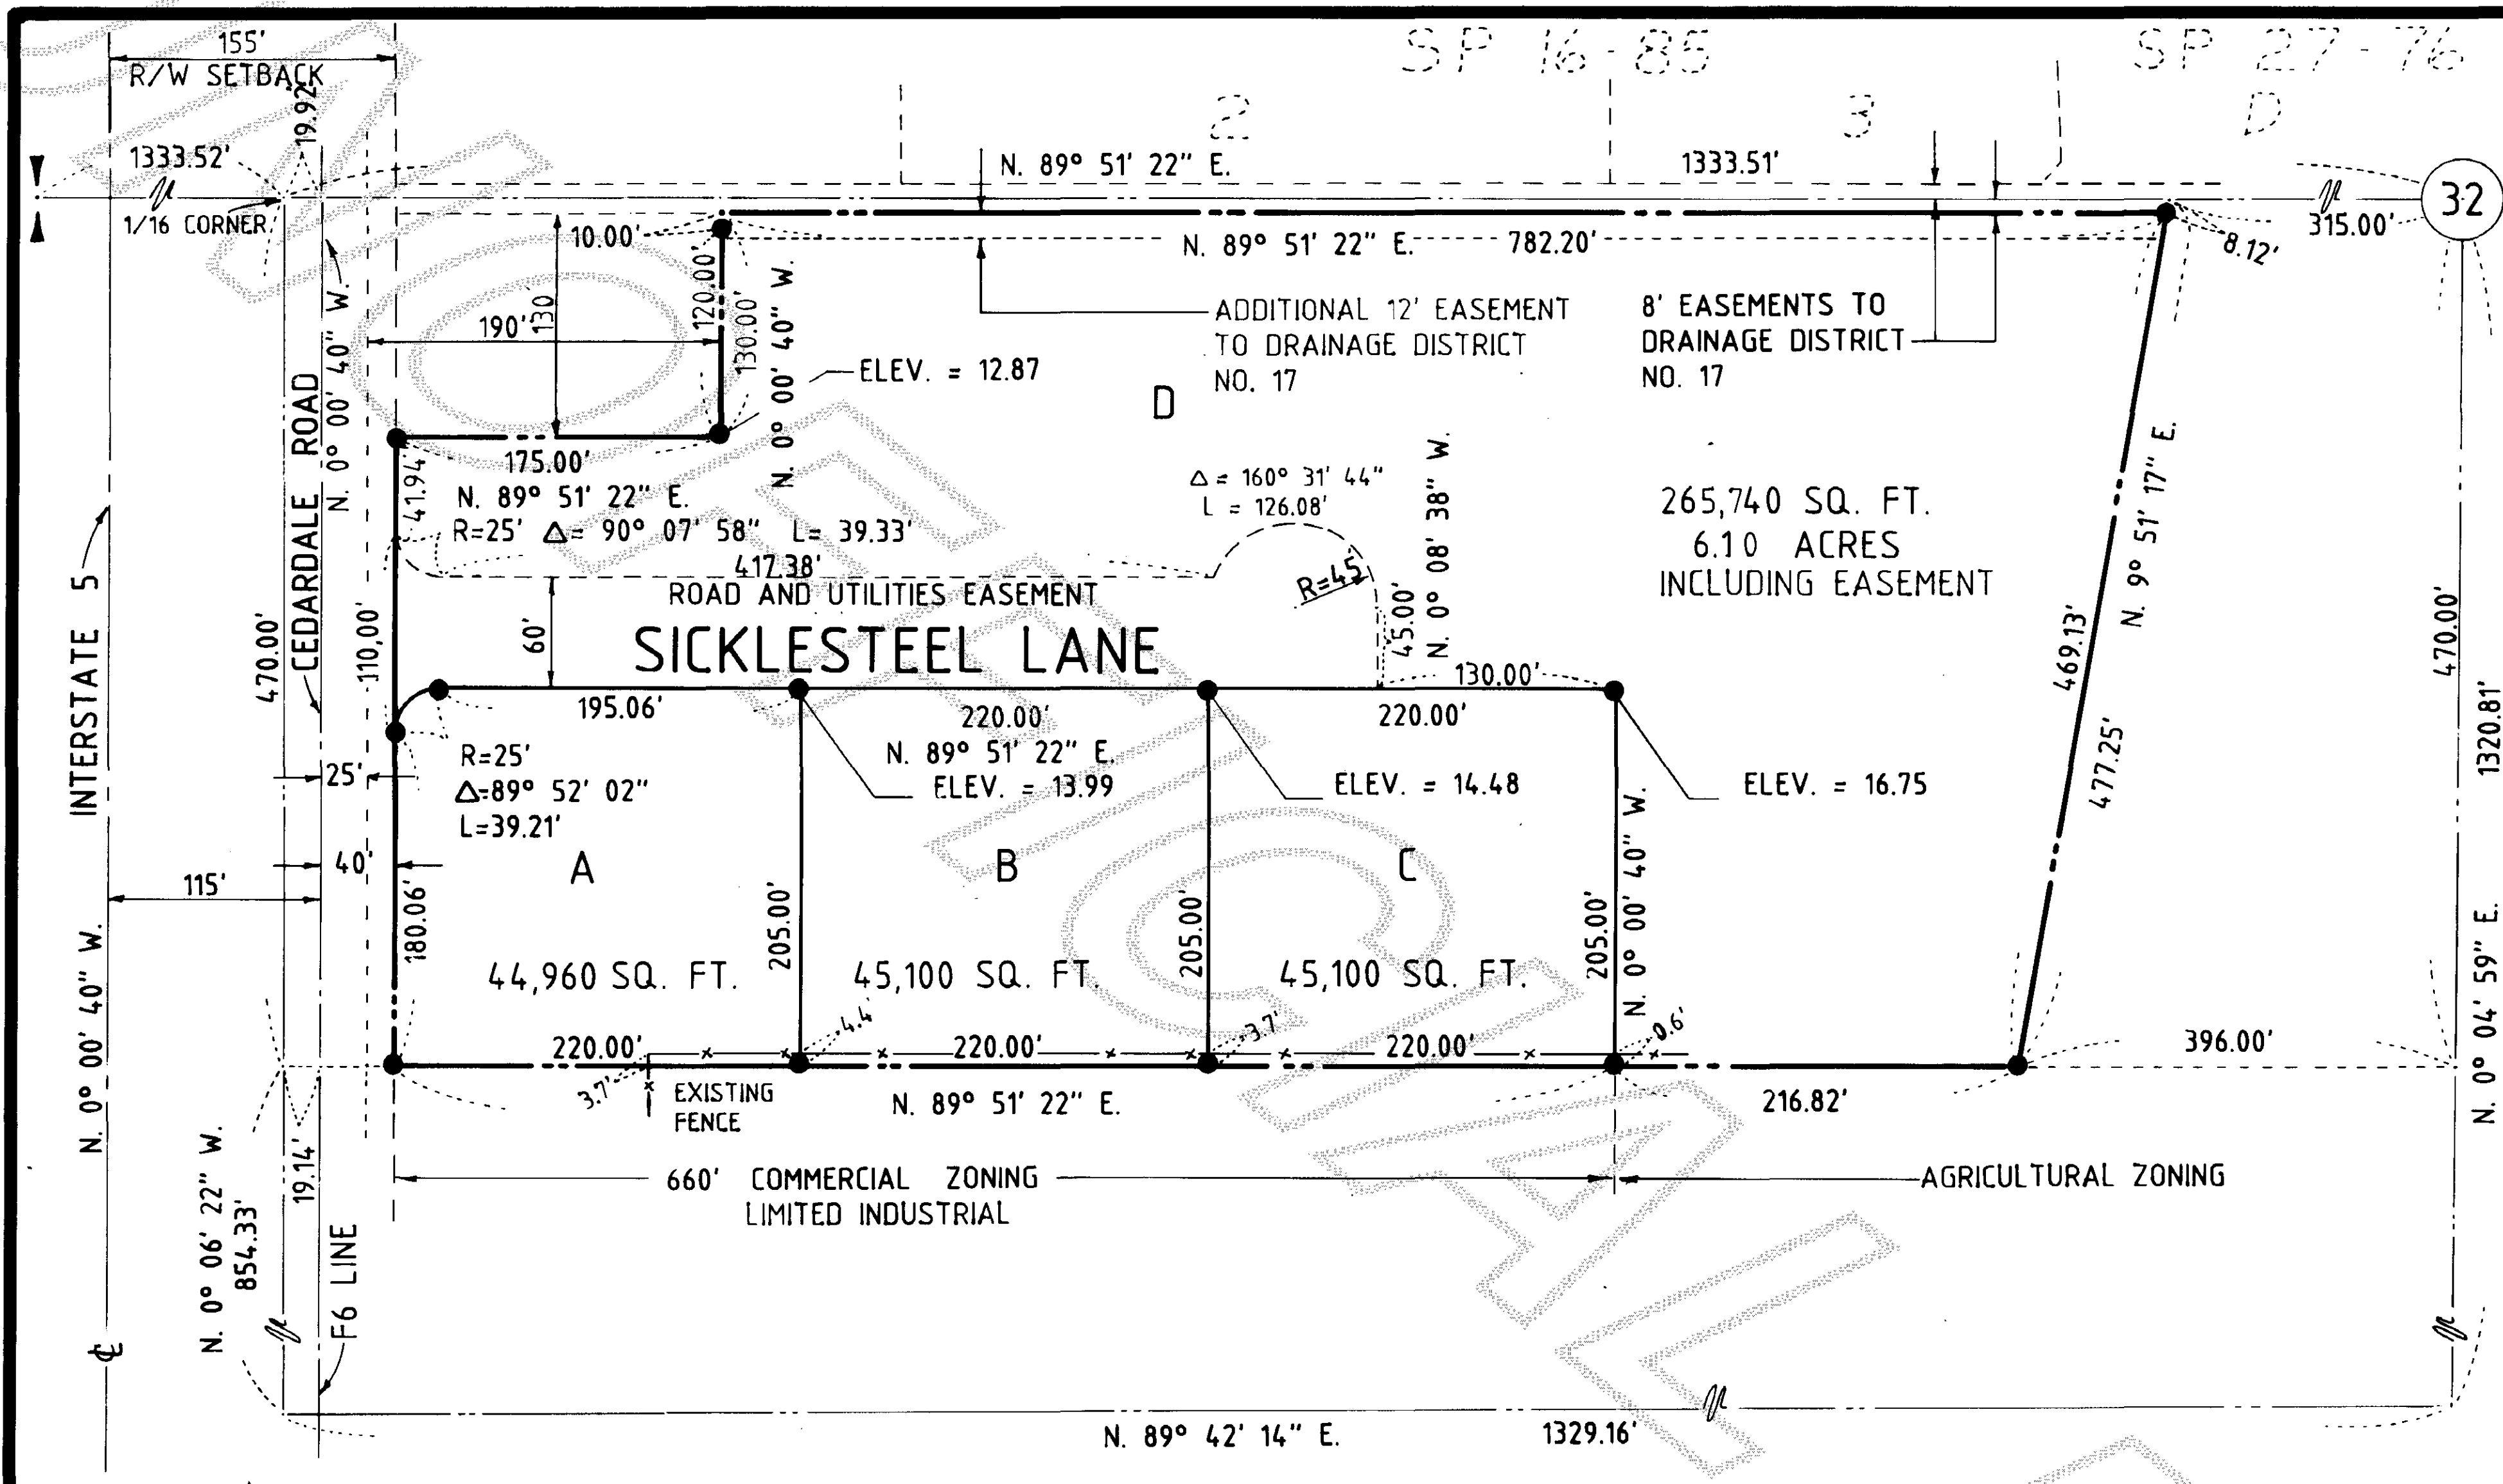 155'
R/W SETBACK
19.92'
SP 16-85
SP 27-76
2
3
D
1333.52'
1/16 CORNER
N. 89° 51' 22" E.
1333.51'
32
315.00'
8.12'
10.00'
N. 89° 51' 22" E.
782.20'
120.00'
130.00'
130'
190'
N. 0° 00' 40" W.
N. 0° 00' 40" W.
ADDITIONAL 12' EASEMENT
TO DRAINAGE DISTRICT
NO. 17
8' EASEMENTS TO
DRAINAGE DISTRICT
NO. 17
ELEV. = 12.87
D
175.00'
N. 89° 51' 22" E.
41.94
R=25' Δ= 90° 07' 58" L= 39.33'
417.38'
ROAD AND UTILITIES EASEMENT
Δ = 160° 31' 44"
L = 126.08'
R=45'
45.00'
N. 0° 08' 38" W.
265,740 SQ. FT.
6.10 ACRES
INCLUDING EASEMENT
N. 9° 51' 17" E.
469.13'
477.25'
470.00'
1320.81'
N. 0° 04' 59" E.
INTERSTATE 5
CEDARDALE ROAD
470.00'
110.00'
60'
SICKLESTEEL LANE
195.06'
220.00'
N. 89° 51' 22" E.
130.00'
220.00'
R=25'
Δ=89° 52' 02"
L=39.21'
ELEV. = 13.99
ELEV. = 14.48
ELEV. = 16.75
25'
40'
115'
180.06'
A
B
C
205.00'
205.00'
205.00'
N. 0° 00' 40" W.
44,960 SQ. FT.
45,100 SQ. FT.
45,100 SQ. FT.
4.4
3.7'
0.6'
220.00'
220.00'
220.00'
396.00'
3.7'
EXISTING
FENCE
N. 89° 51' 22" E.
216.82'
N. 0° 00' 40" W.
N. 0° 06' 22" W.
854.33'
19.14'
F6 LINE
660' COMMERCIAL ZONING
LIMITED INDUSTRIAL
AGRICULTURAL ZONING
N. 89° 42' 14" E.
1329.16'
UNOFFICIAL